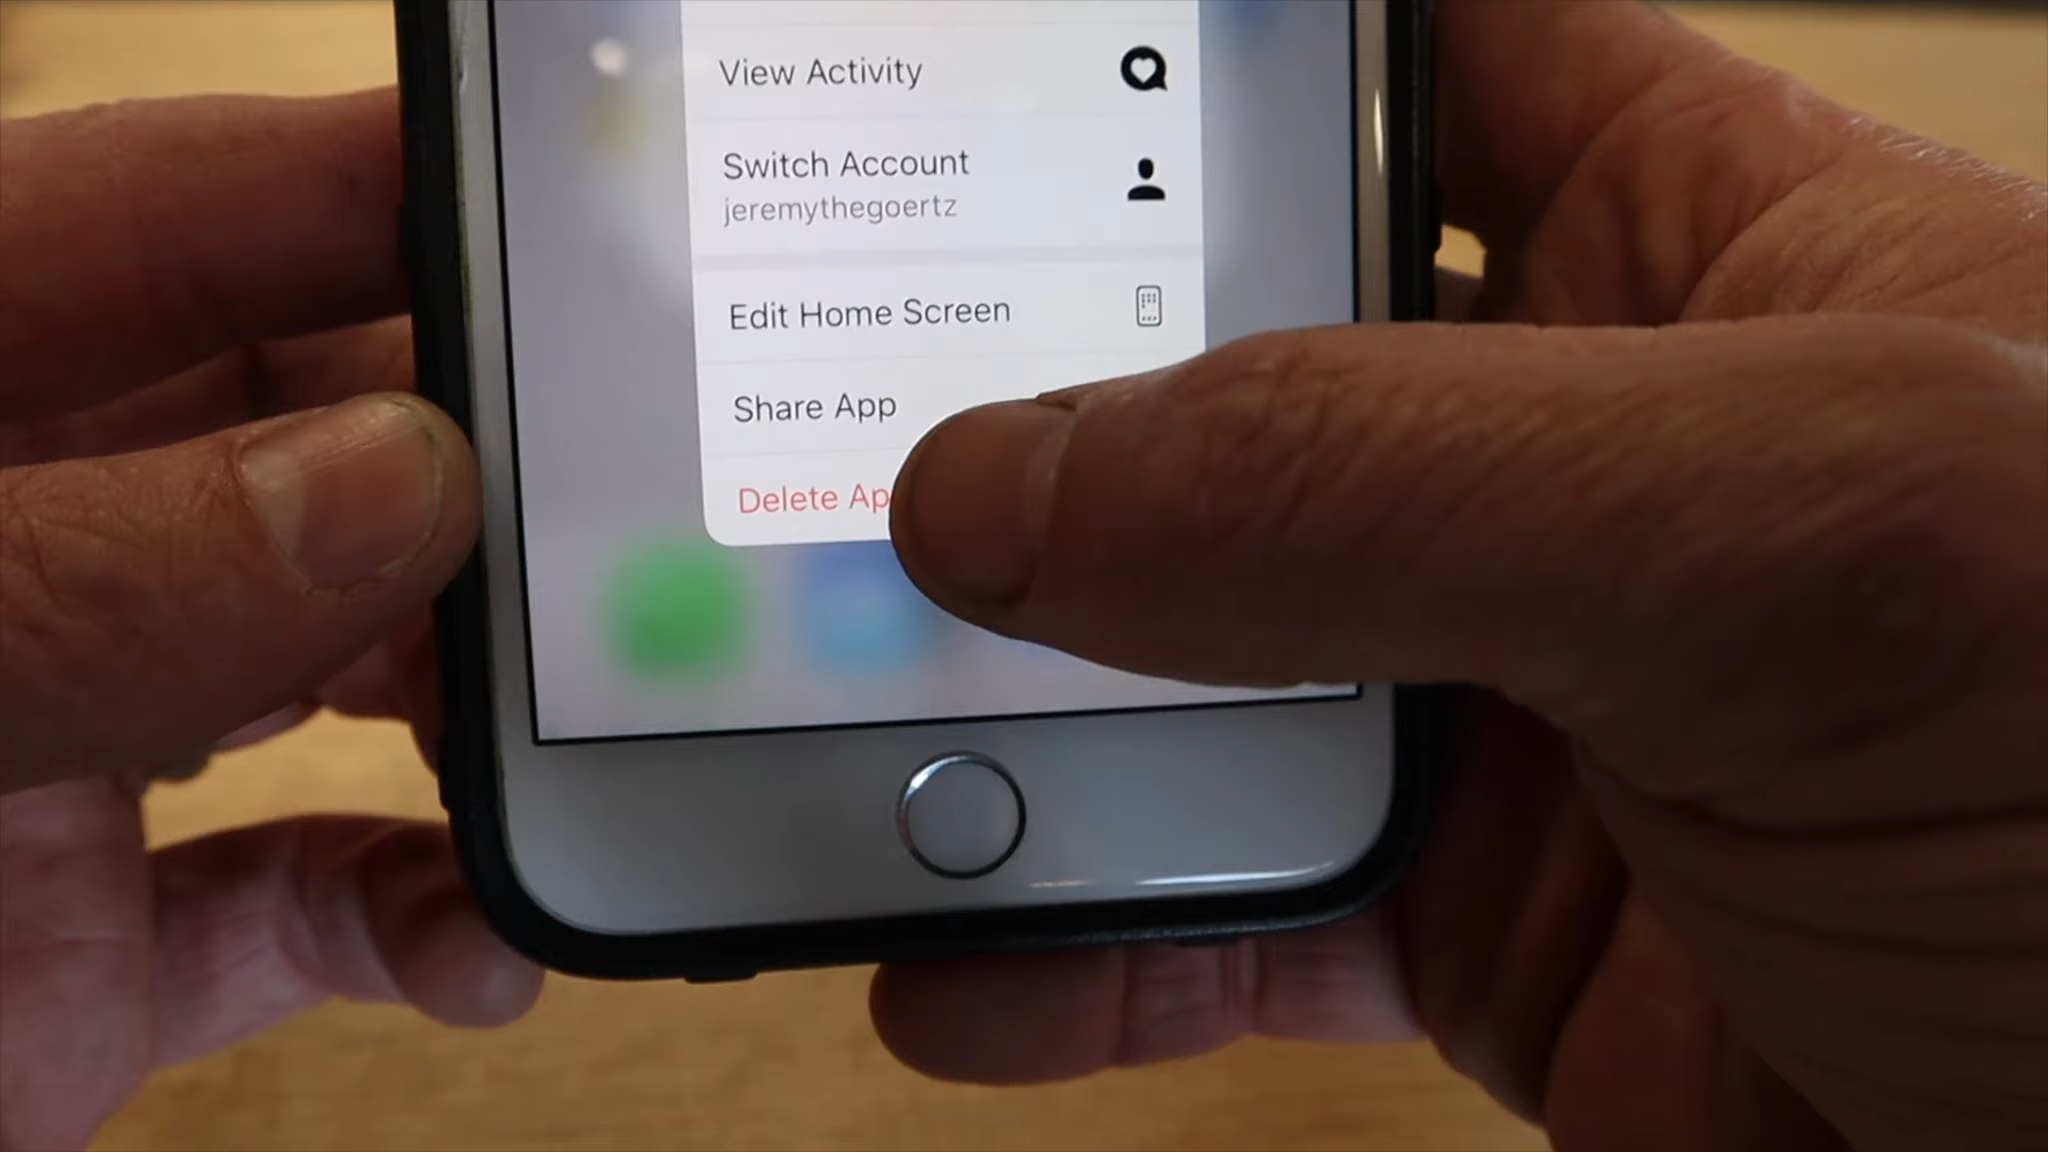 View Activity
Switch Account
jeremythegoertz
Edit Home Screen
Share App
Delete Ap